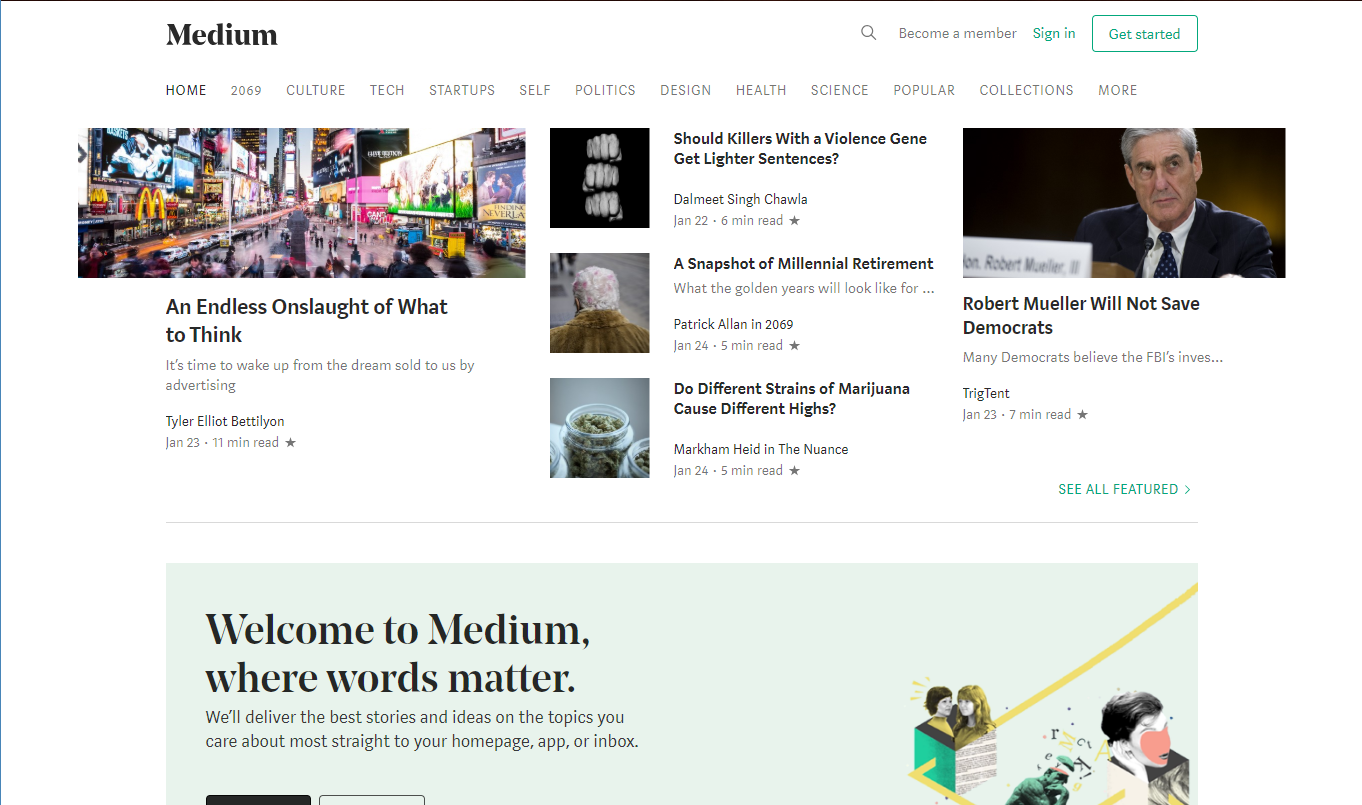 Medium
Become a member
Sign in
Get started
HOME
2069
CULTURE
TECH
STARTUPS
SELF
POLITICS
DESIGN
HEALTH
SCIENCE
POPULAR
COLLECTIONS
MORE
An Endless Onslaught of What
to Think
It’s time to wake up from the dream sold to us by
advertising
Tyler Elliot Bettilyon
Jan 23 · 11 min read ★
Should Killers With a Violence Gene
Get Lighter Sentences?
Dalmeet Singh Chawla
Jan 22 · 6 min read ★
A Snapshot of Millennial Retirement
What the golden years will look like for ...
Patrick Allan in 2069
Jan 24 · 5 min read ★
Do Different Strains of Marijuana
Cause Different Highs?
Markham Heid in The Nuance
Jan 24 · 5 min read ★
Hon. Robert Mueller, III
Robert Mueller Will Not Save
Democrats
Many Democrats believe the FBI’s inves...
TrigTent
Jan 23 · 7 min read ★
SEE ALL FEATURED
Welcome to Medium,
where words matter.
We’ll deliver the best stories and ideas on the topics you
care about most straight to your homepage, app, or inbox.